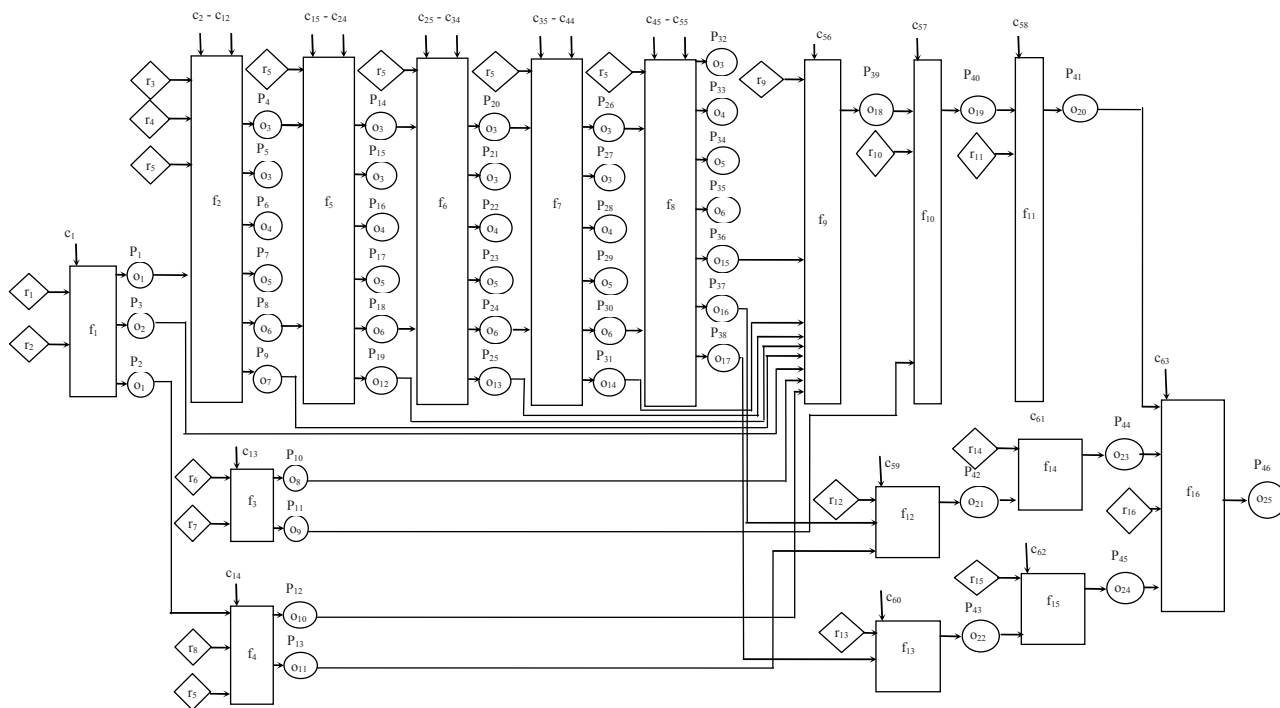 c2 - c12
c15 - c24
c25 - c34
c35 - c44
c45 - c55
P32
c56
c57
c58
r3
r5
r5
r5
r5
o3
r9
P39
P40
P41
r4
P4
P14
P20
P26
P33
o18
o19
o20
o3
o3
o3
o3
o4
r5
P5
P15
P21
P27
P34
r10
r11
o3
o3
o3
o3
o5
f2
f5
f6
f7
f8
P35
f9
f10
f11
P6
P16
P22
P28
o6
o4
o4
o4
o4
P36
c1
P1
P7
P17
P23
P29
o15
o1
o5
o5
o5
o5
r1
P3
P8
P18
P24
P30
P37
f1
o2
o6
o6
o6
o6
o16
r2
P2
P9
P19
P25
P31
P38
o1
o7
o12
o13
o14
o17
c63
c61
P44
c13
P10
r14
o23
r6
o8
c59
P42
f14
f16
P46
f3
P11
r12
o21
o25
r7
o9
f12
r16
c14
P12
c62
P45
o10
r15
o24
P13
c60
P43
f15
r8
f4
o11
r13
o22
f13
r5